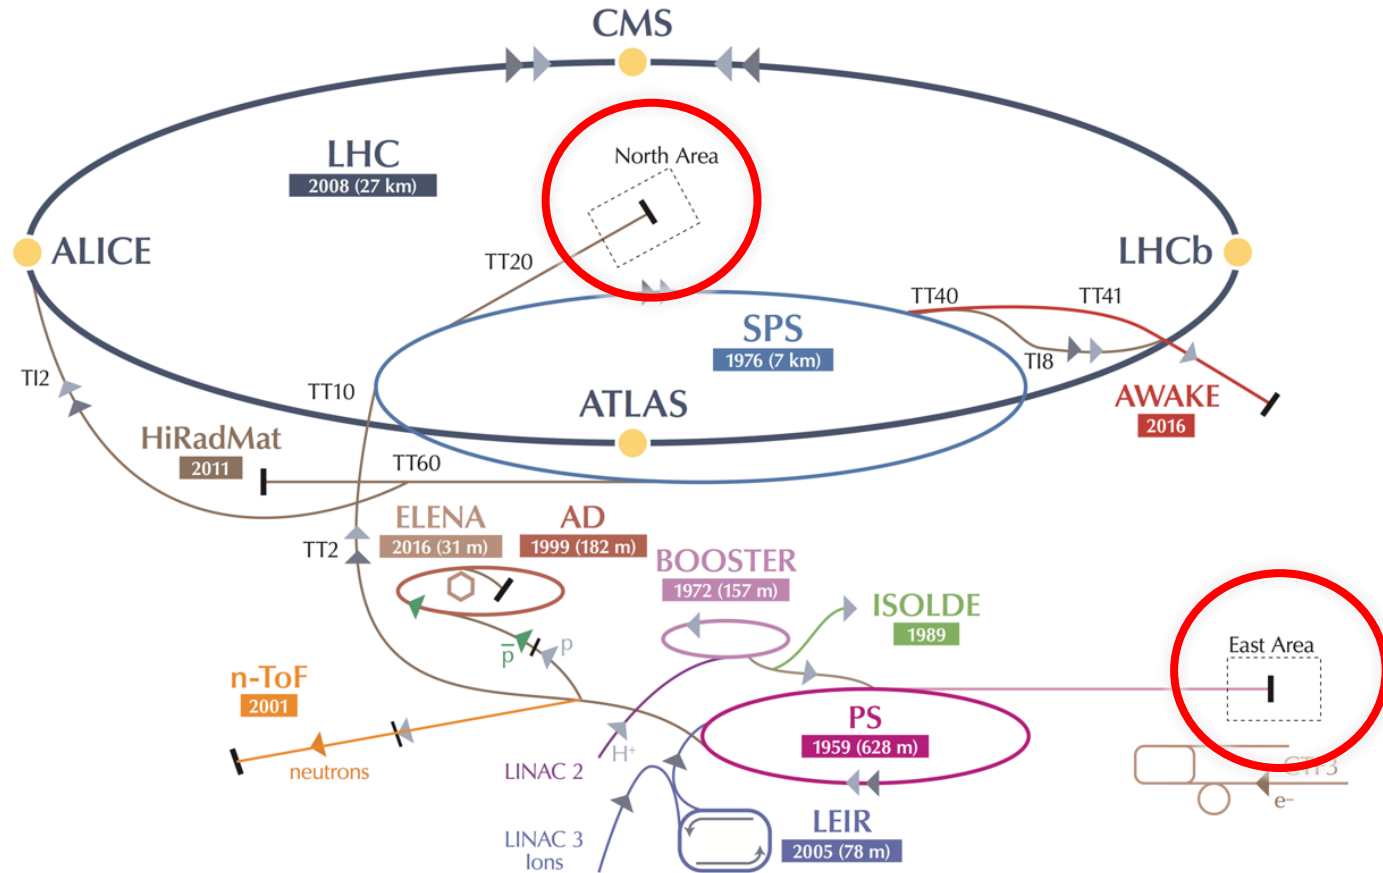 CMS
North Area
LHC
2008 (27 km)
ALICE
LHCb
TT20
TT40
TT41
SPS
1976 (7 km)
TI8
TI2
TT10
ATLAS
AWAKE
2016
HiRadMat
2011
TT60
ELENA
2016 (31 m)
AD
1999 (182 m)
TT2
BOOSTER
1972 (157 m)
ISOLDE
1989
p
p̅
East Area
n-ToF
2001
PS
1959 (628 m)
H⁺
neutrons
LINAC 2
CTF3
e⁻
LEIR
2005 (78 m)
LINAC 3
Ions